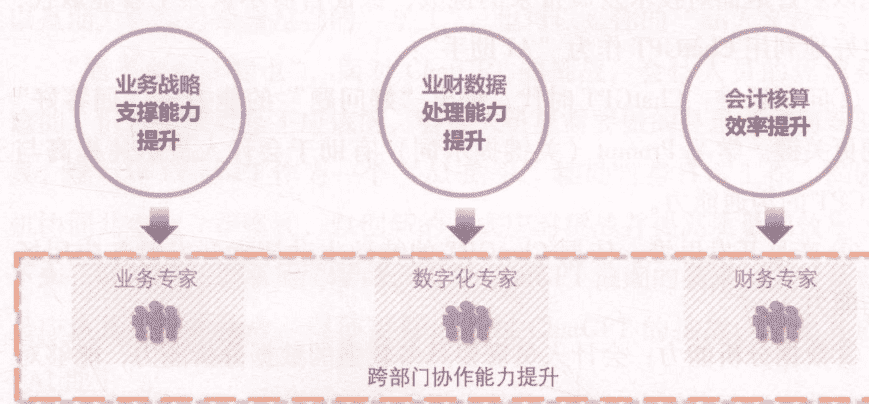 业务战略
支撑能力
提升
业财数据
处理能力
提升
会计核算
效率提升
业务专家
数字化专家
财务专家
跨部门协作能力提升